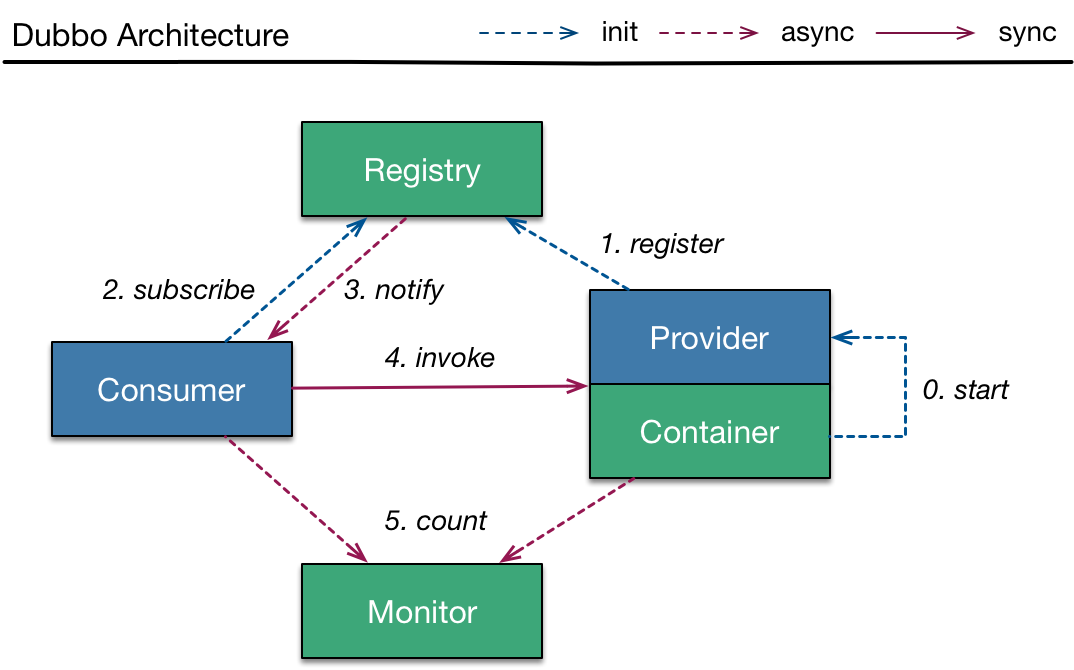 Dubbo Architecture
init
async
sync
Registry
1. register
2. subscribe
3. notify
Provider
4. invoke
Consumer
0. start
Container
5. count
Monitor